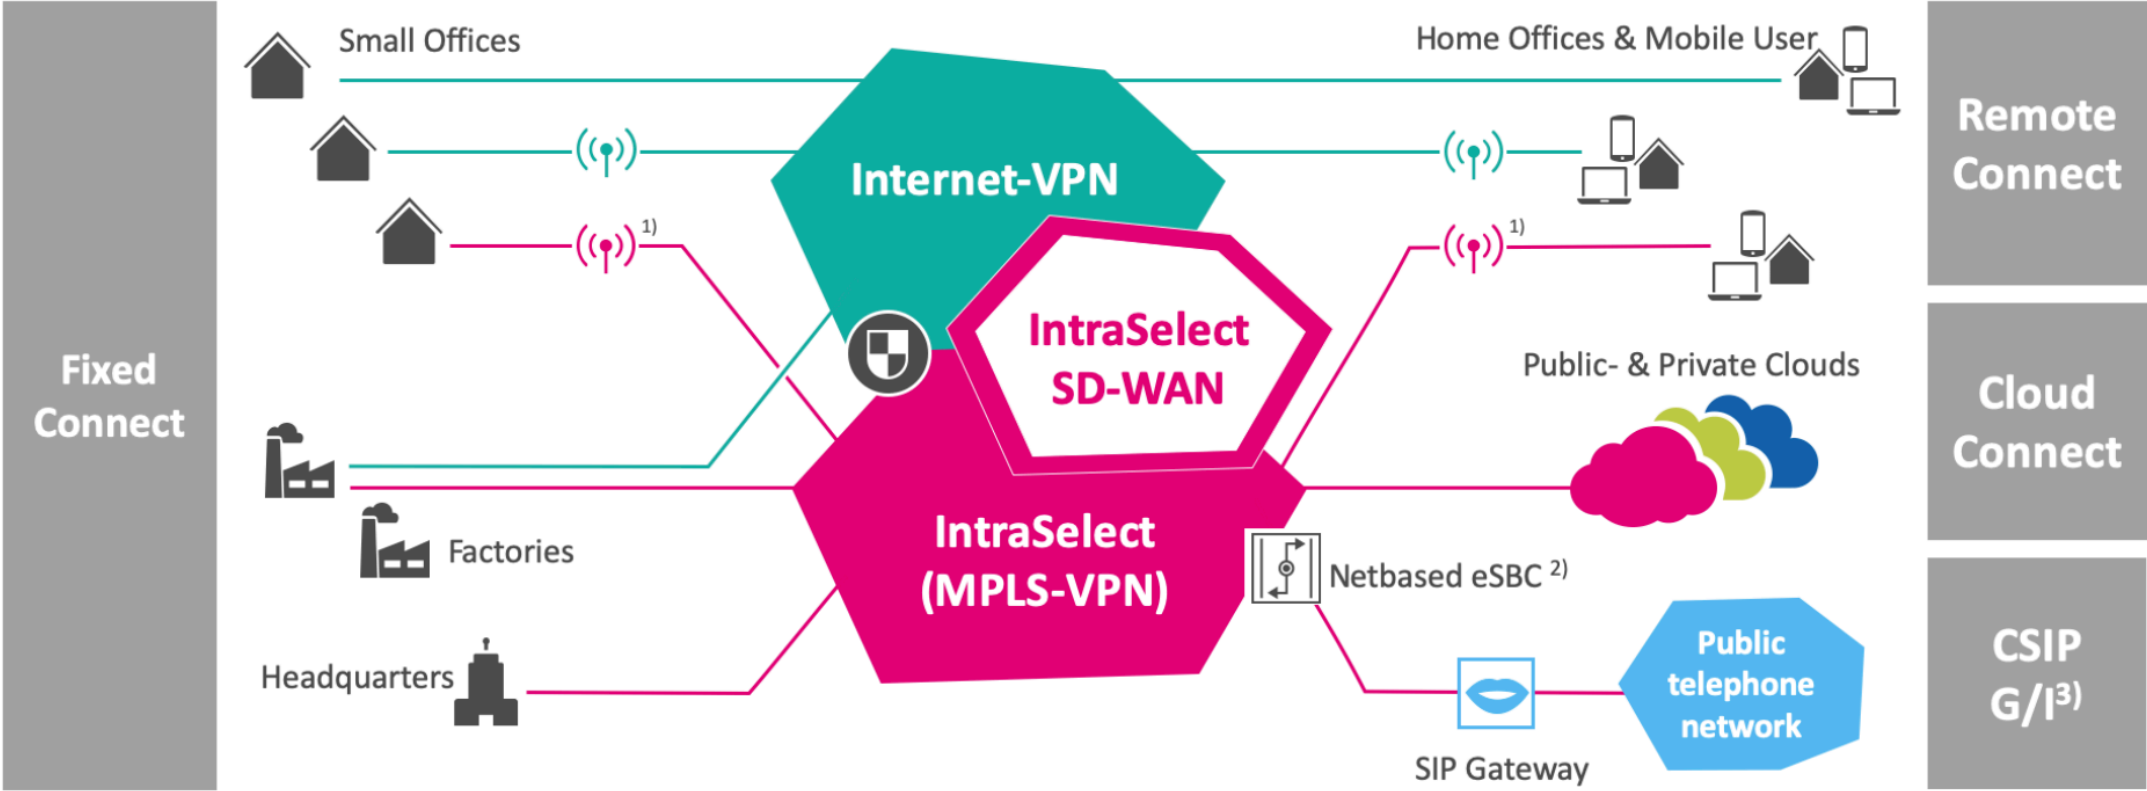 Fixed
Connect
Small Offices
1)
Factories
Headquarters
Internet-VPN
IntraSelect
SD-WAN
IntraSelect
(MPLS-VPN)
Home Offices & Mobile User
1)
Public- & Private Clouds
Netbased eSBC 2)
SIP Gateway
Public
telephone
network
Remote
Connect
Cloud
Connect
CSIP
G/I3)